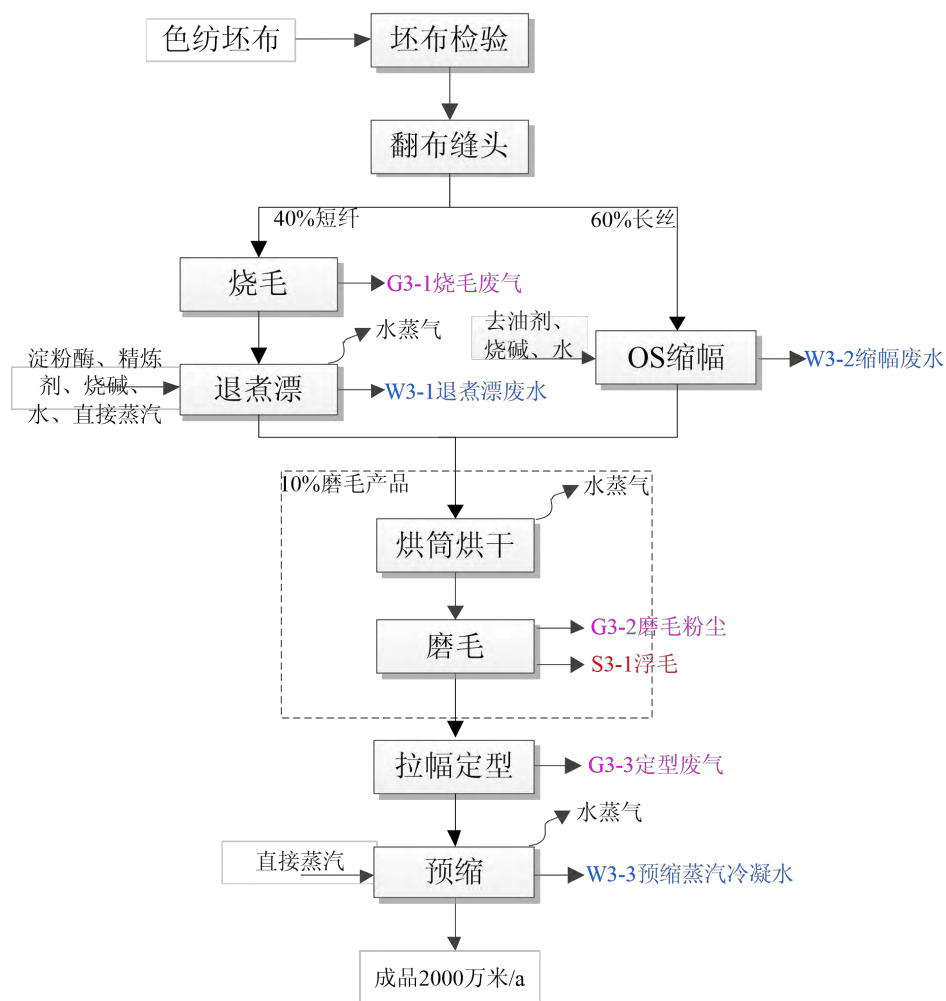 色纺坯布
坯布检验
翻布缝头
40%短纤
60%长丝
烧毛
G3-1烧毛废气
水蒸气
去油剂、
烧碱、水
OS缩幅
W3-2缩幅废水
淀粉酶、精炼
剂、烧碱、
水、直接蒸汽
退煮漂
W3-1退煮漂废水
10%磨毛产品
水蒸气
烘筒烘干
磨毛
G3-2磨毛粉尘
S3-1浮毛
拉幅定型
G3-3定型废气
水蒸气
直接蒸汽
预缩
W3-3预缩蒸汽冷凝水
成品2000万米/a